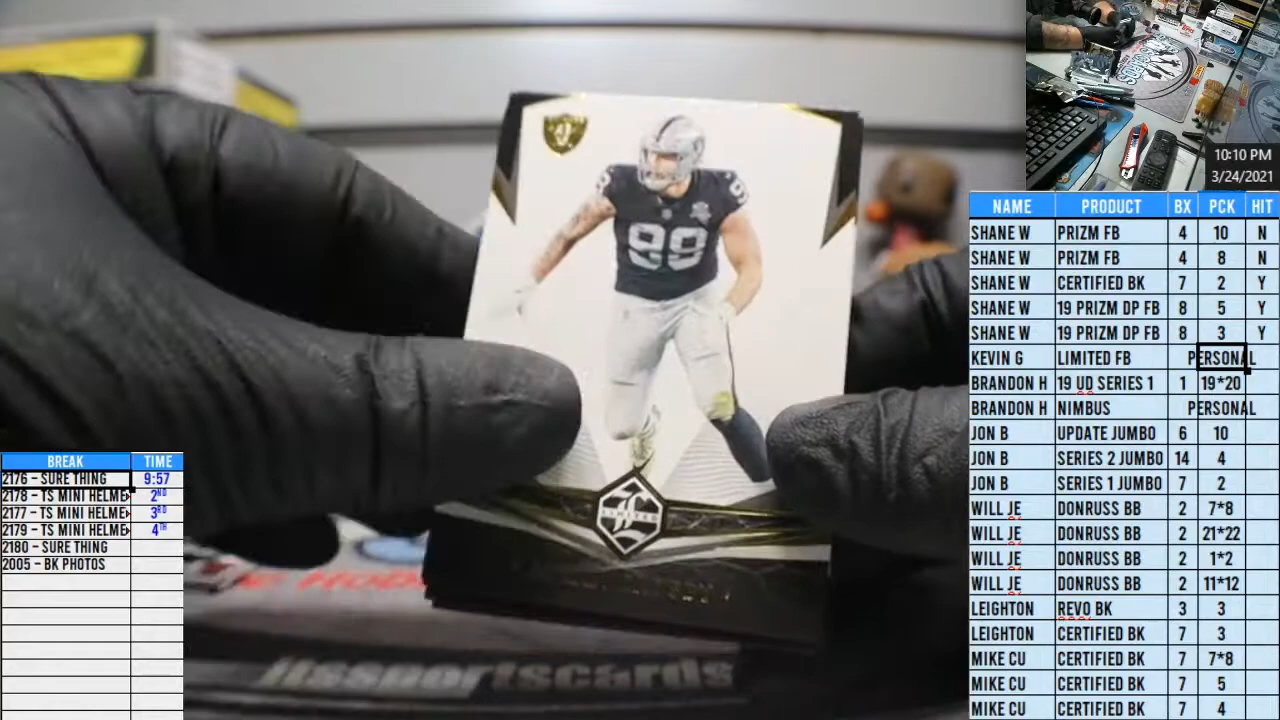 10:10 PM
3/24/2021
NAME PRODUCT BX PCK HIT
SHANE W PRIZM FB 4 10 N
SHANE W PRIZM FB 4 8 N
SHANE W CERTIFIED BK 7 2 Y
SHANE W 19 PRIZM DP FB 8 5 Y
SHANE W 19 PRIZM DP FB 8 3 Y
KEVIN G LIMITED FB PERSONAL
BRANDON H 19 UD SERIES 1 1 19*20
BRANDON H NIMBUS PERSONAL
JON B UPDATE JUMBO 6 10
JON B SERIES 2 JUMBO 14 4
JON B SERIES 1 JUMBO 7 2
WILL JE DONRUSS BB 2 7*8
WILL JE DONRUSS BB 2 21*22
WILL JE DONRUSS BB 2 1*2
WILL JE DONRUSS BB 2 11*12
LEIGHTON REVO BK 3 3
LEIGHTON CERTIFIED BK 7 3
MIKE CU CERTIFIED BK 7 7*8
MIKE CU CERTIFIED BK 7 5
MIKE CU CERTIFIED BK 7 4
BREAK TIME
2176 – SURE THING 9:57
2178 – TS MINI HELME 2ND
2177 – TS MINI HELME 3RD
2179 – TS MINI HELME 4TH
2180 – SURE THING
2005 – BK PHOTOS
99
LIMITED
sportscards